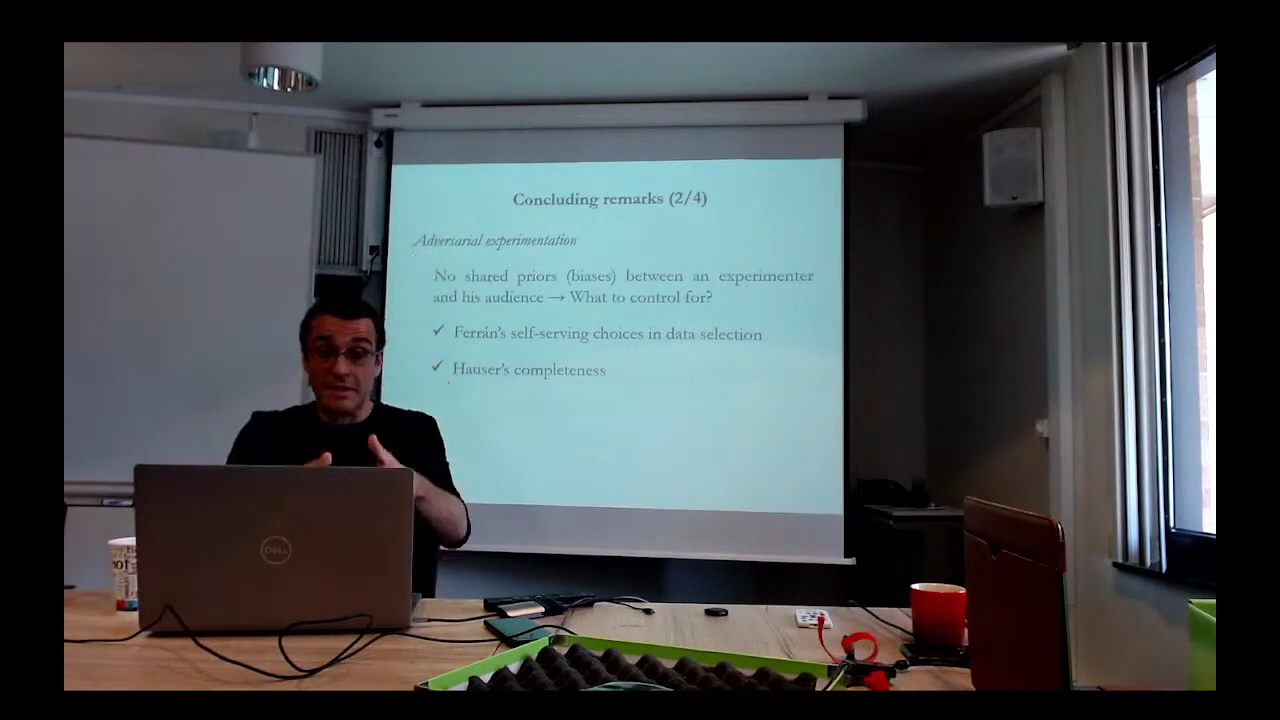 Concluding remarks (2/4)
Adversarial experimentation
No shared priors (biases) between an experimenter
and his audience → What to control for?
✓ Ferrán's self-serving choices in data selection
✓ Hauser's completeness
DELL